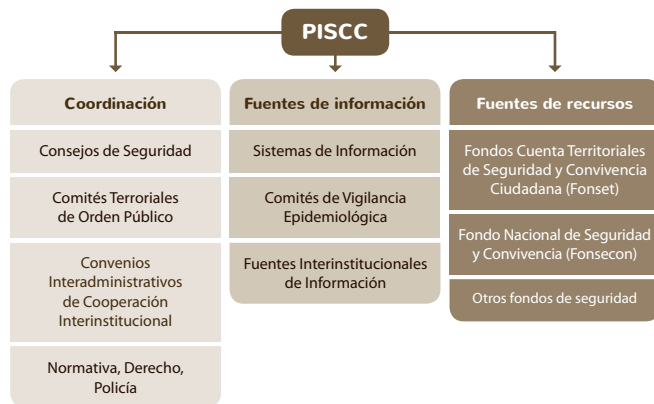 PISCC
Coordinación
Consejos de Seguridad
Comités Terroriales
de Orden Público
Convenios
Interadministrativos
de Cooperación
Interinstitucional
Normativa, Derecho,
Policía
Fuentes de información
Sistemas de Información
Comités de Vigilancia
Epidemiológica
Fuentes Interinstitucionales
de Información
Fuentes de recursos
Fondos Cuenta Territoriales
de Seguridad y Convivencia
Ciudadana (Fonset)
Fondo Nacional de Seguridad
y Convivencia (Fonsecon)
Otros fondos de seguridad